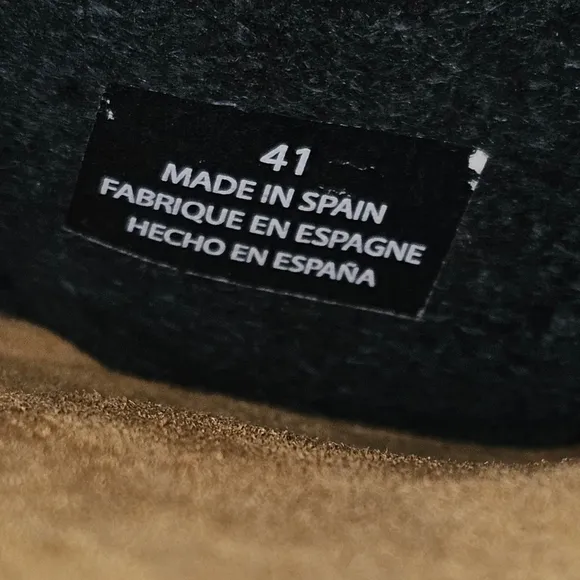 41
MADE IN SPAIN
FABRIQUE EN ESPAGNE
HECHO EN ESPAÑA